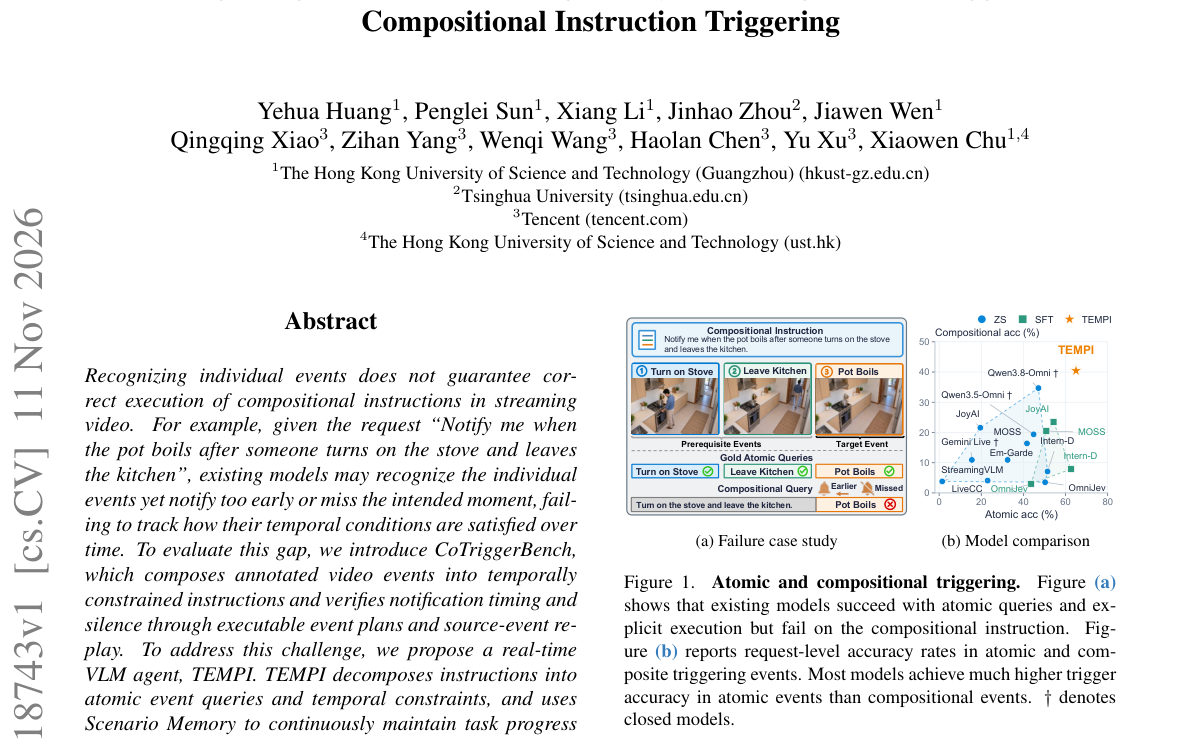 Compositional Instruction Triggering
Yehua Huang1, Penglei Sun1, Xiang Li1, Jinhao Zhou2, Jiawen Wen1
Qingqing Xiao3, Zihan Yang3, Wenqi Wang3, Haolan Chen3, Yu Xu3, Xiaowen Chu1,4
1The Hong Kong University of Science and Technology (Guangzhou) (hkust-gz.edu.cn)
2Tsinghua University (tsinghua.edu.cn)
3Tencent (tencent.com)
4The Hong Kong University of Science and Technology (ust.hk)
18743v1 [cs.CV] 11 Nov 2026
Abstract
Recognizing individual events does not guarantee cor-
rect execution of compositional instructions in streaming
video. For example, given the request “Notify me when
the pot boils after someone turns on the stove and leaves
the kitchen”, existing models may recognize the individual
events yet notify too early or miss the intended moment, fail-
ing to track how their temporal conditions are satisfied over
time. To evaluate this gap, we introduce CoTriggerBench,
which composes annotated video events into temporally
constrained instructions and verifies notification timing and
silence through executable event plans and source-event re-
play. To address this challenge, we propose a real-time
VLM agent, TEMPI. TEMPI decomposes instructions into
atomic event queries and temporal constraints, and uses
Scenario Memory to continuously maintain task progress
Compositional Instruction
Notify me when the pot boils after someone turns on the stove
and leaves the kitchen.
1 Turn on Stove
2 Leave Kitchen
3 Pot Boils
Prerequisite Events
Target Event
Gold Atomic Queries
Turn on Stove
Leave Kitchen
Pot Boils
Compositional Query
Earlier
Missed
Turn on the stove and leave the kitchen.
Pot Boils
(a) Failure case study
ZS SFT TEMPI
Compositional acc (%)
50
40
30
20
10
0
TEMPI
Qwen3.8-Omni †
Qwen3.5-Omni †
JoyAI
JoyAI
MOSS
MOSS
Gemini Live †
Intern-D
Em-Garde
Intern-D
StreamingVLM
LiveCC
OmniJev
OmniJev
0 20 40 60 80
Atomic acc (%)
(b) Model comparison
Figure 1. Atomic and compositional triggering. Figure (a)
shows that existing models succeed with atomic queries and ex-
plicit execution but fail on the compositional instruction. Fig-
ure (b) reports request-level accuracy rates in atomic and com-
posite triggering events. Most models achieve much higher trigger
accuracy in atomic events than compositional events. † denotes
closed models.